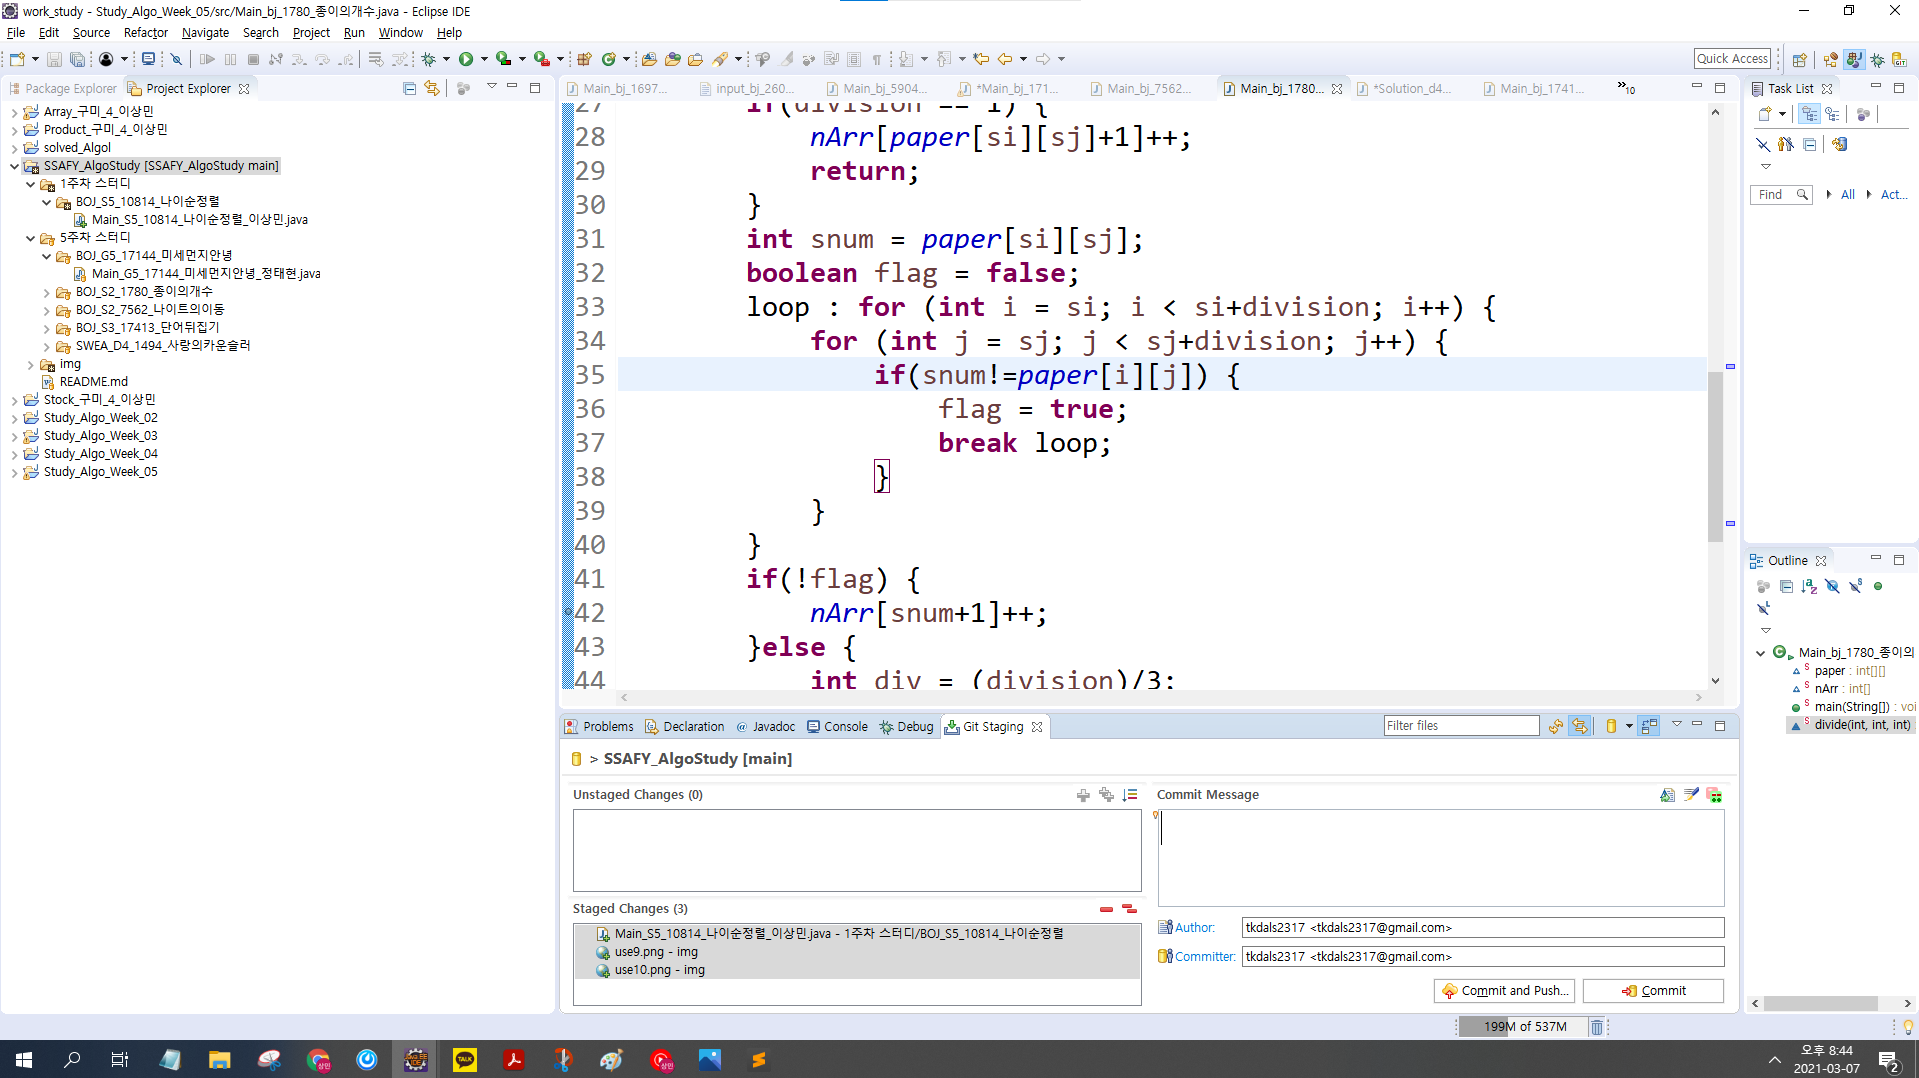 work_study - Study_Algo_Week_05/src/Main_bj_1780_종이의개수.java - Eclipse IDE
File Edit Source Refactor Navigate Search Project Run Window Help
Quick Access
Package Explorer Project Explorer
Array_구미_4_이상민
Product_구미_4_이상민
solved_Algol
SSAFY_AlgoStudy [SSAFY_AlgoStudy main]
1주차 스터디
BOJ_S5_10814_나이순정렬
Main_S5_10814_나이순정렬_이상민.java
5주차 스터디
BOJ_G5_17144_미세먼지안녕
Main_G5_17144_미세먼지안녕_정태현.java
BOJ_S2_1780_종이의개수
BOJ_S2_7562_나이트의이동
BOJ_S3_17413_단어뒤집기
SWEA_D4_1494_사랑의카운슬러
img
README.md
Stock_구미_4_이상민
Study_Algo_Week_02
Study_Algo_Week_03
Study_Algo_Week_04
Study_Algo_Week_05
Main_bj_1697... input_bj_260... Main_bj_5904... *Main_bj_171... Main_bj_7562... Main_bj_1780... *Solution_d4... Main_bj_1741... »10
27 if(division == 1) {
28 nArr[paper[si][sj]+1]++;
29 return;
30 }
31 int snum = paper[si][sj];
32 boolean flag = false;
33 loop : for (int i = si; i < si+division; i++) {
34 for (int j = sj; j < sj+division; j++) {
35 if(snum!=paper[i][j]) {
36 flag = true;
37 break loop;
38 }
39 }
40 }
41 if(!flag) {
42 nArr[snum+1]++;
43 }else {
44 int div = (division)/3;
Task List
Find All Act...
Outline
Main_bj_1780_종이의
paper : int[][]
nArr : int[]
main(String[]) : voi
divide(int, int, int)
Problems Declaration Javadoc Console Debug Git Staging
Filter files
> SSAFY_AlgoStudy [main]
Unstaged Changes (0)
Staged Changes (3)
Main_S5_10814_나이순정렬_이상민.java - 1주차 스터디/BOJ_S5_10814_나이순정렬
use9.png - img
use10.png - img
Commit Message
Author: tkdals2317 <tkdals2317@gmail.com>
Committer: tkdals2317 <tkdals2317@gmail.com>
Commit and Push... Commit
199M of 537M
TALK
오후 8:44
2021-03-07
2